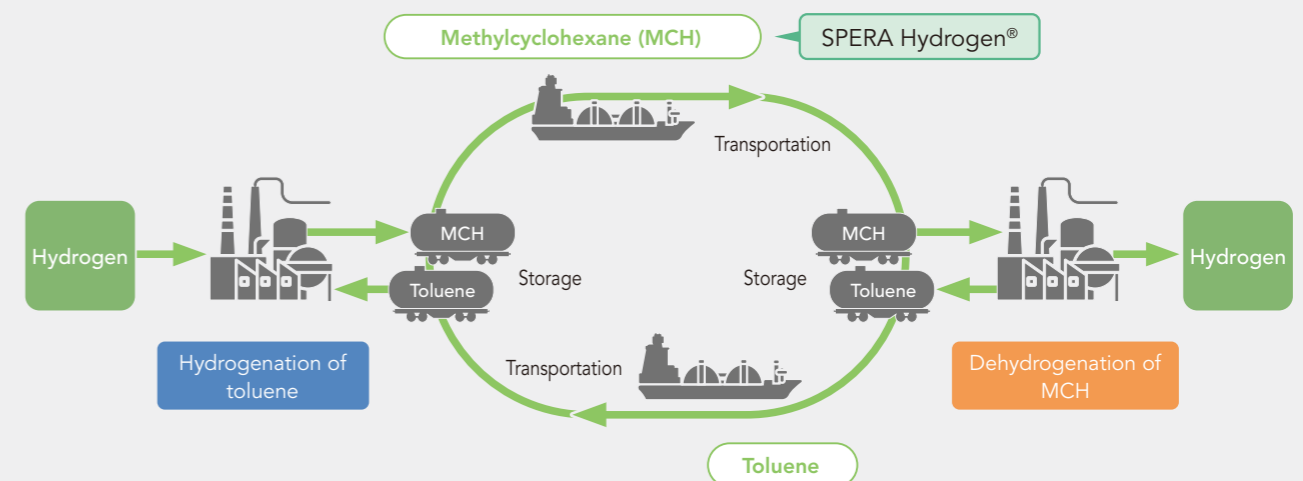 Methylcyclohexane (MCH)
SPERA Hydrogen®
Transportation
Hydrogen
MCH
Toluene
Storage
Storage
MCH
Toluene
Hydrogen
Hydrogenation of
toluene
Transportation
Dehydrogenation of
MCH
Toluene